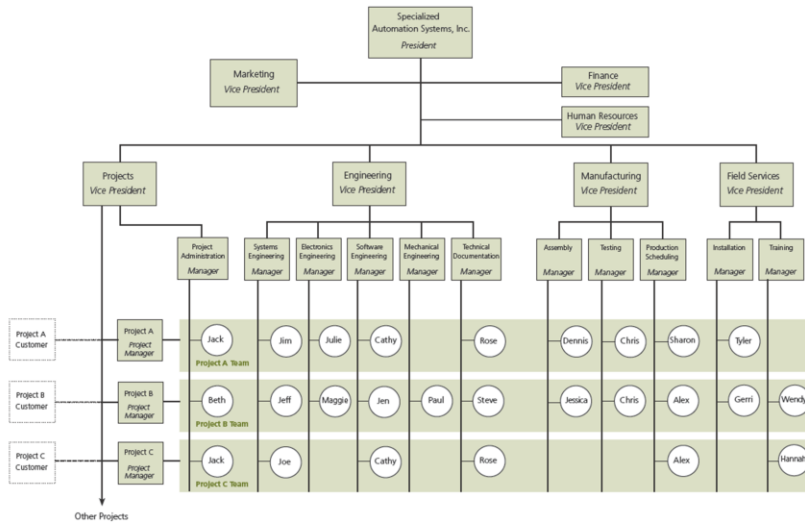 Specialized
Automation Systems, Inc.
President
Marketing
Vice President
Finance
Vice President
Human Resources
Vice President
Projects
Vice President
Engineering
Vice President
Manufacturing
Vice President
Field Services
Vice President
Project
Administration
Manager
Systems
Engineering
Manager
Electronics
Engineering
Manager
Software
Engineering
Manager
Mechanical
Engineering
Manager
Technical
Documentation
Manager
Assembly
Manager
Testing
Manager
Production
Scheduling
Manager
Installation
Manager
Training
Manager
Project A
Customer
Project A
Project
Manager
Jack
Jim
Julie
Cathy
Rose
Dennis
Chris
Sharon
Tyler
Project A Team
Project B
Customer
Project B
Project
Manager
Beth
Jeff
Maggie
Jen
Paul
Steve
Jessica
Chris
Alex
Gerri
Wendy
Project B Team
Project C
Customer
Project C
Project
Manager
Jack
Joe
Cathy
Rose
Alex
Hannah
Project C Team
Other Projects